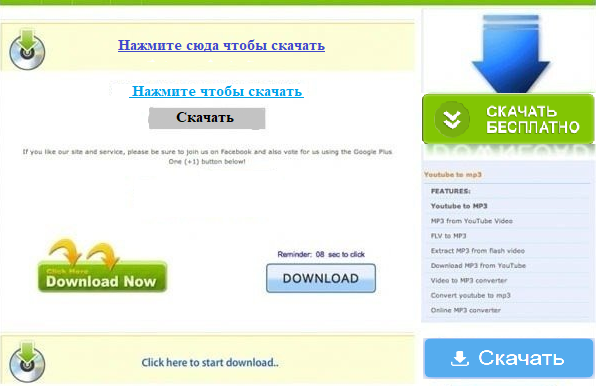 Нажмите сюда чтобы скачать
Нажмите чтобы скачать
Скачать
If you like our site and service, please be sure to join us on Facebook and also vote for us using the Google Plus
One (+1) button below!
Click Here
Download Now
Reminder: 08 sec to click
DOWNLOAD
Click here to start download..
СКАЧАТЬ
БЕСПЛАТНО
Youtube to mp3
FEATURES:
Youtube to MP3
MP3 from YouTube Video
FLV to MP3
Extract MP3 from flash video
Download MP3 from YouTube
Video to MP3 converter
Convert youtube to mp3
Online MP3 converter
Скачать